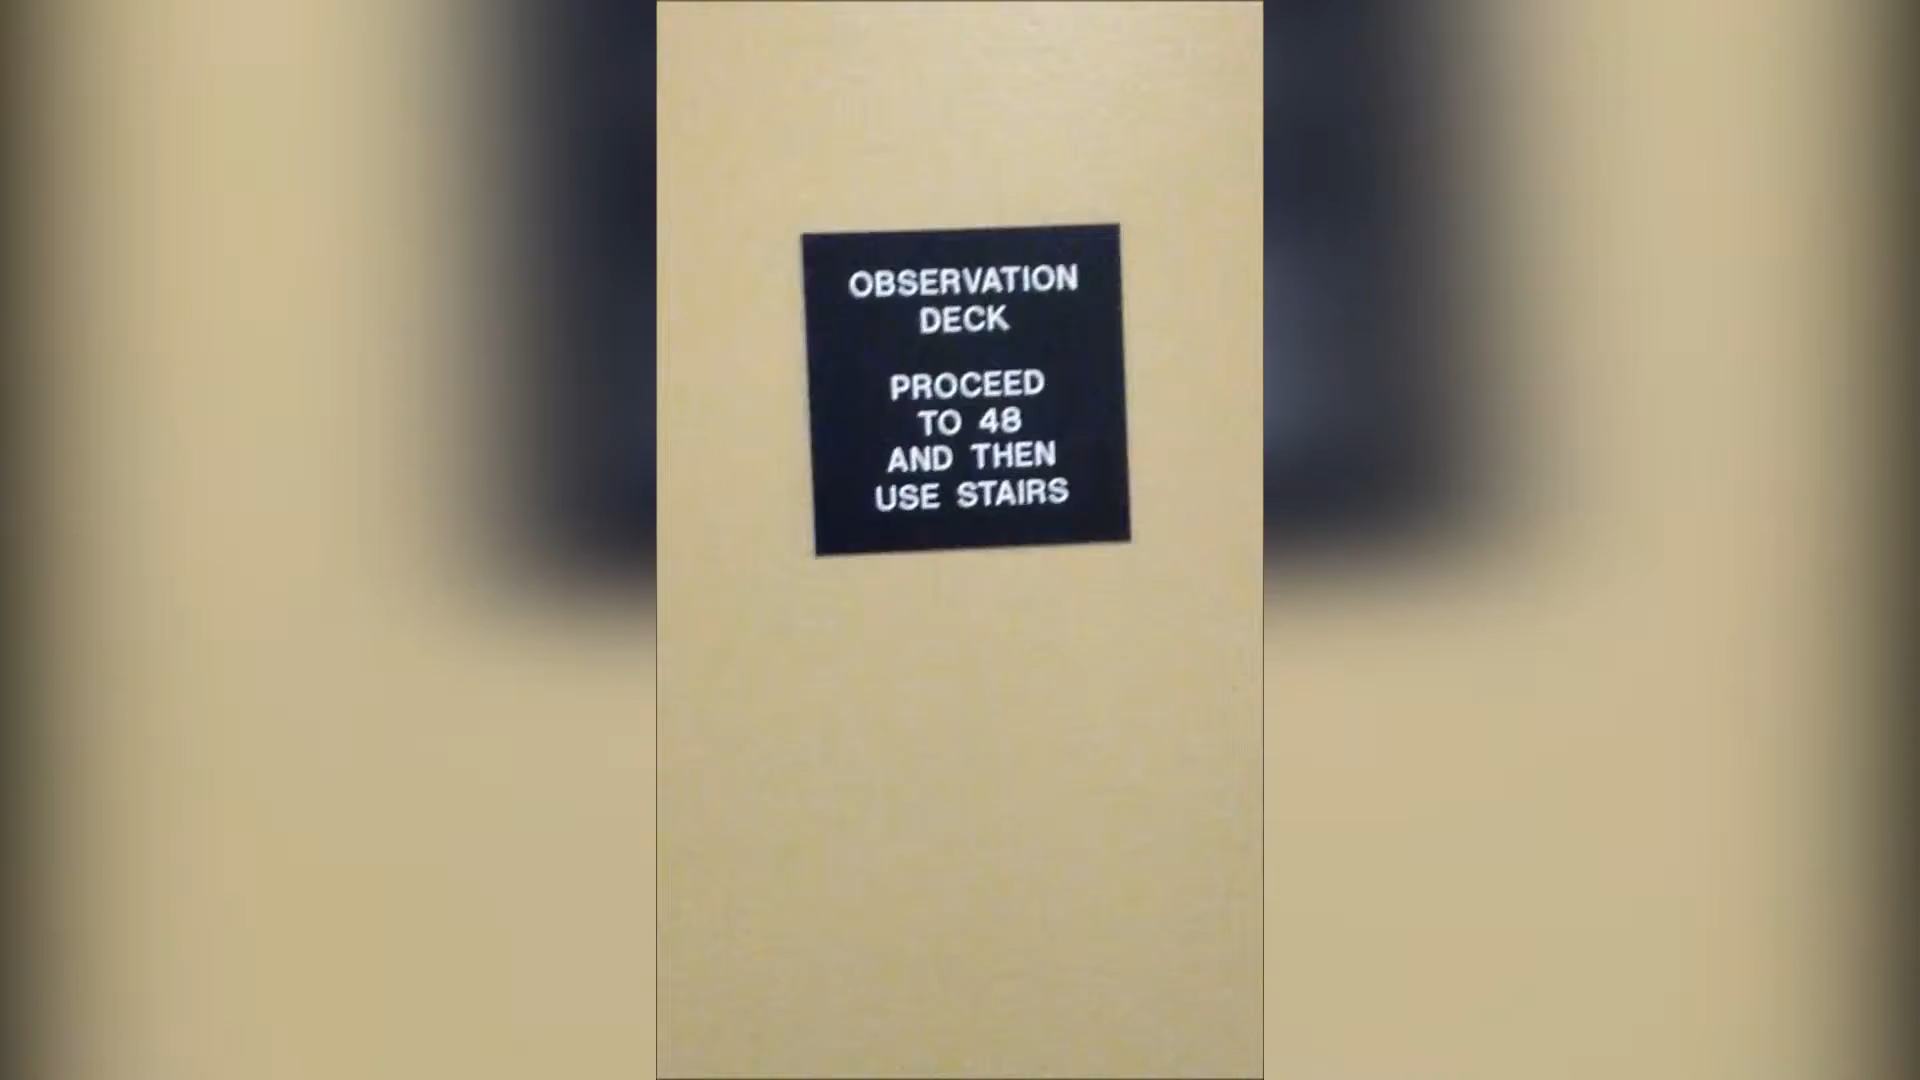 OBSERVATION
DECK
PROCEED
TO 48
AND THEN
USE STAIRS